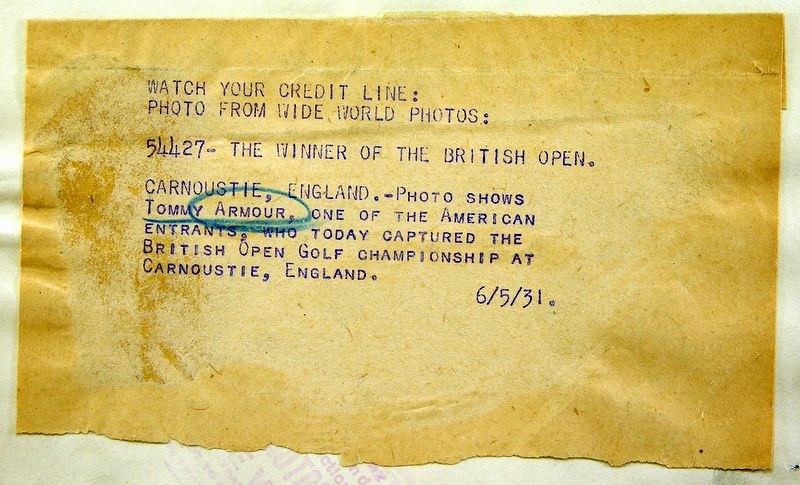 WATCH YOUR CREDIT LINE:
PHOTO FROM WIDE WORLD PHOTOS:
54427- THE WINNER OF THE BRITISH OPEN.
CARNOUSTIE, ENGLAND.-PHOTO SHOWS
TOMMY ARMOUR, ONE OF THE AMERICAN
ENTRANTS, WHO TODAY CAPTURED THE
BRITISH OPEN GOLF CHAMPIONSHIP AT
CARNOUSTIE, ENGLAND.
6/5/31.